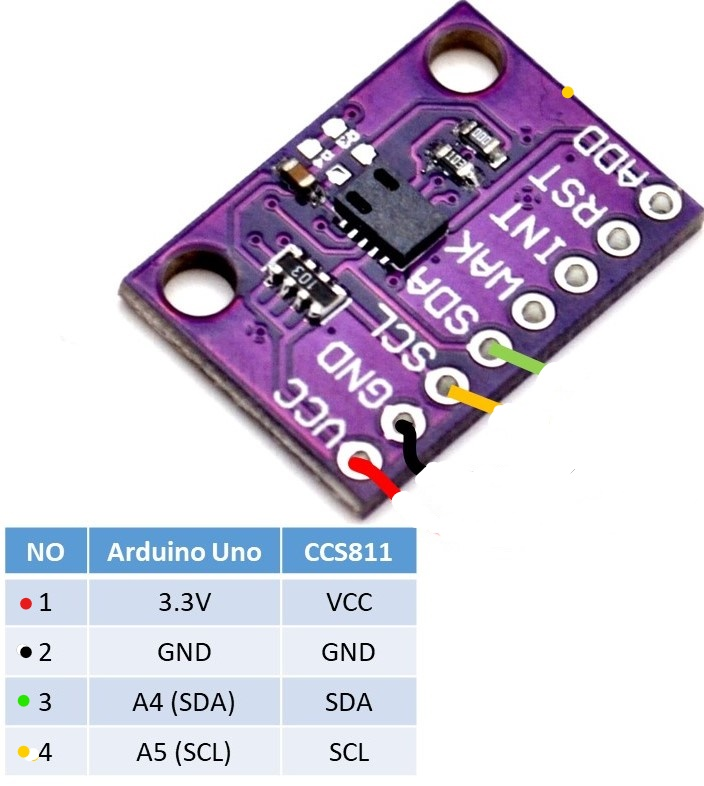 ADD
RST
INT
WAK
SDA
SCL
GND
VCC
103
NO Arduino Uno CCS811
1 3.3V VCC
2 GND GND
3 A4 (SDA) SDA
4 A5 (SCL) SCL